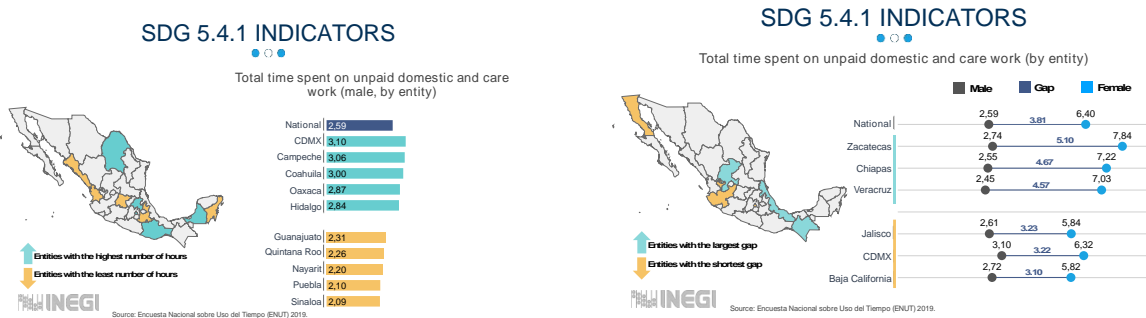 SDG 5.4.1 INDICATORS
Total time spent on unpaid domestic and care
work (male, by entity)
National 2,59
CDMX 3,10
Campeche 3,06
Coahuila 3,00
Oaxaca 2,87
Hidalgo 2,84
Guanajuato 2,31
Quintana Roo 2,26
Nayarit 2,20
Puebla 2,10
Sinaloa 2,09
Entities with the highest number of hours
Entities with the least number of hours
INEGI
Source: Encuesta Nacional sobre Uso del Tiempo (ENUT) 2019.
SDG 5.4.1 INDICATORS
Total time spent on unpaid domestic and care work (by entity)
Male Gap Female
National 2,59 3.81 6,40
Zacatecas 2,74 5.10 7,84
Chiapas 2,55 4.67 7,22
Veracruz 2,45 4.57 7,03
Jalisco 2,61 3.23 5,84
CDMX 3,10 3.22 6,32
Baja California 2,72 3.10 5,82
Entities with the largest gap
Entities with the shortest gap
INEGI
Source: Encuesta Nacional sobre Uso del Tiempo (ENUT) 2019.